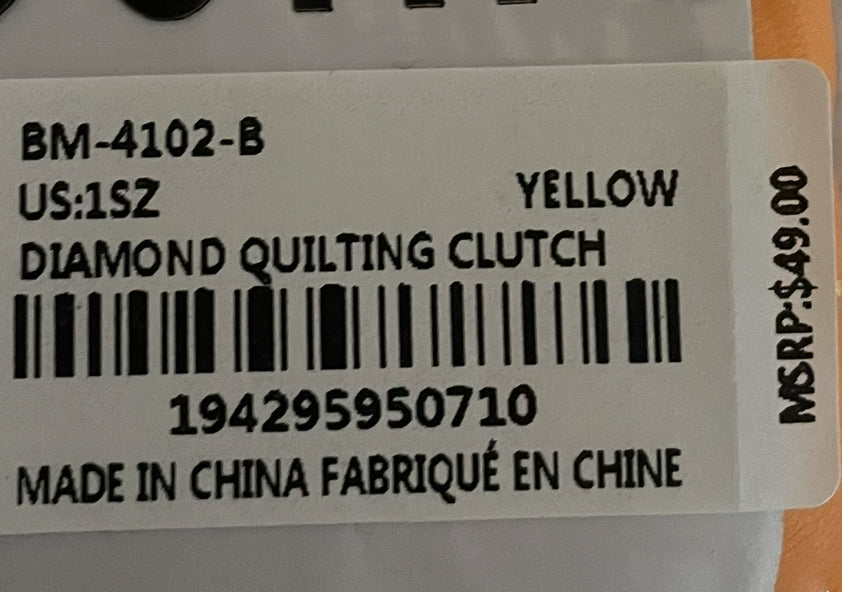 BM-4102-B
US:1SZ YELLOW
DIAMOND QUILTING CLUTCH
194295950710
MADE IN CHINA FABRIQUÉ EN CHINE
MSRP:$49.00